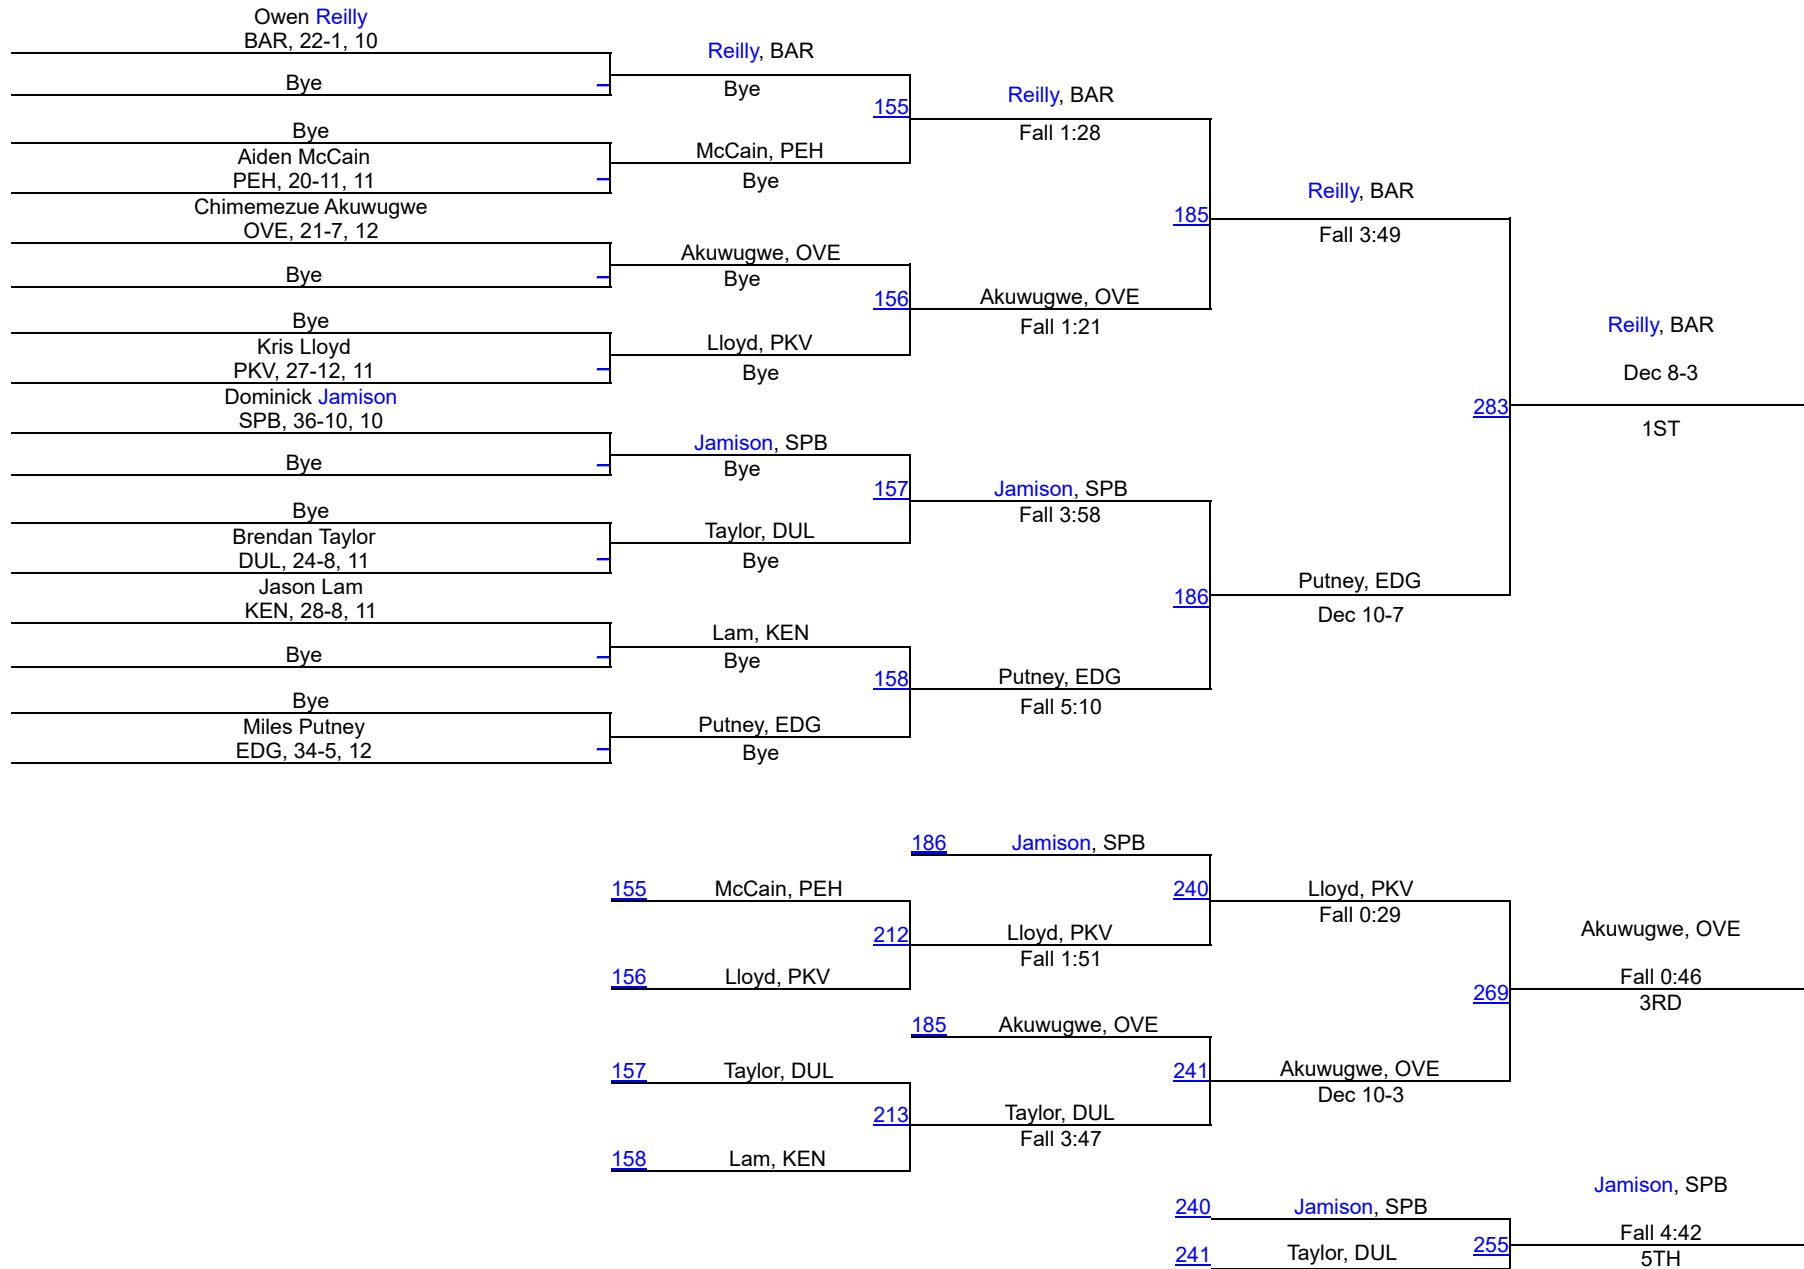 Owen Reilly
BAR, 22-1, 10
Bye
Bye
Aiden McCain
PEH, 20-11, 11
Chimemezue Akuwugwe
OVE, 21-7, 12
Bye
Bye
Kris Lloyd
PKV, 27-12, 11
Dominick Jamison
SPB, 36-10, 10
Bye
Bye
Brendan Taylor
DUL, 24-8, 11
Jason Lam
KEN, 28-8, 11
Bye
Bye
Miles Putney
EDG, 34-5, 12
Reilly, BAR
Bye
155
McCain, PEH
Bye
Akuwugwe, OVE
Bye
156
Lloyd, PKV
Bye
Jamison, SPB
Bye
157
Taylor, DUL
Bye
Lam, KEN
Bye
158
Putney, EDG
Bye
Reilly, BAR
Fall 1:28
185
Akuwugwe, OVE
Fall 1:21
Jamison, SPB
Fall 3:58
186
Putney, EDG
Fall 5:10
Reilly, BAR
Fall 3:49
283
Putney, EDG
Dec 10-7
Reilly, BAR
Dec 8-3
1ST
186 Jamison, SPB
155 McCain, PEH
212
156 Lloyd, PKV
240
Lloyd, PKV
Fall 1:51
185 Akuwugwe, OVE
157 Taylor, DUL
213
158 Lam, KEN
241
Taylor, DUL
Fall 3:47
Lloyd, PKV
Fall 0:29
269
Akuwugwe, OVE
Dec 10-3
Akuwugwe, OVE
Fall 0:46
3RD
240 Jamison, SPB
241 Taylor, DUL
255
Jamison, SPB
Fall 4:42
5TH